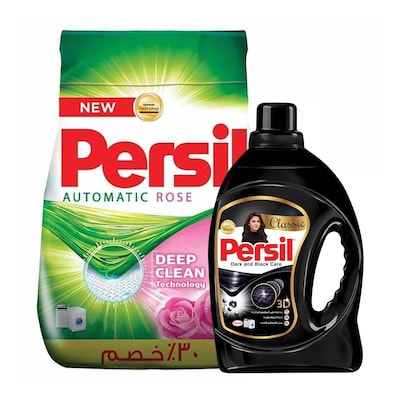 NEW
Persil
AUTOMATIC ROSE
DEEP
CLEAN
Technology
٣٠٪ خصم
Classic
Persil
Dark and Black Care
3D